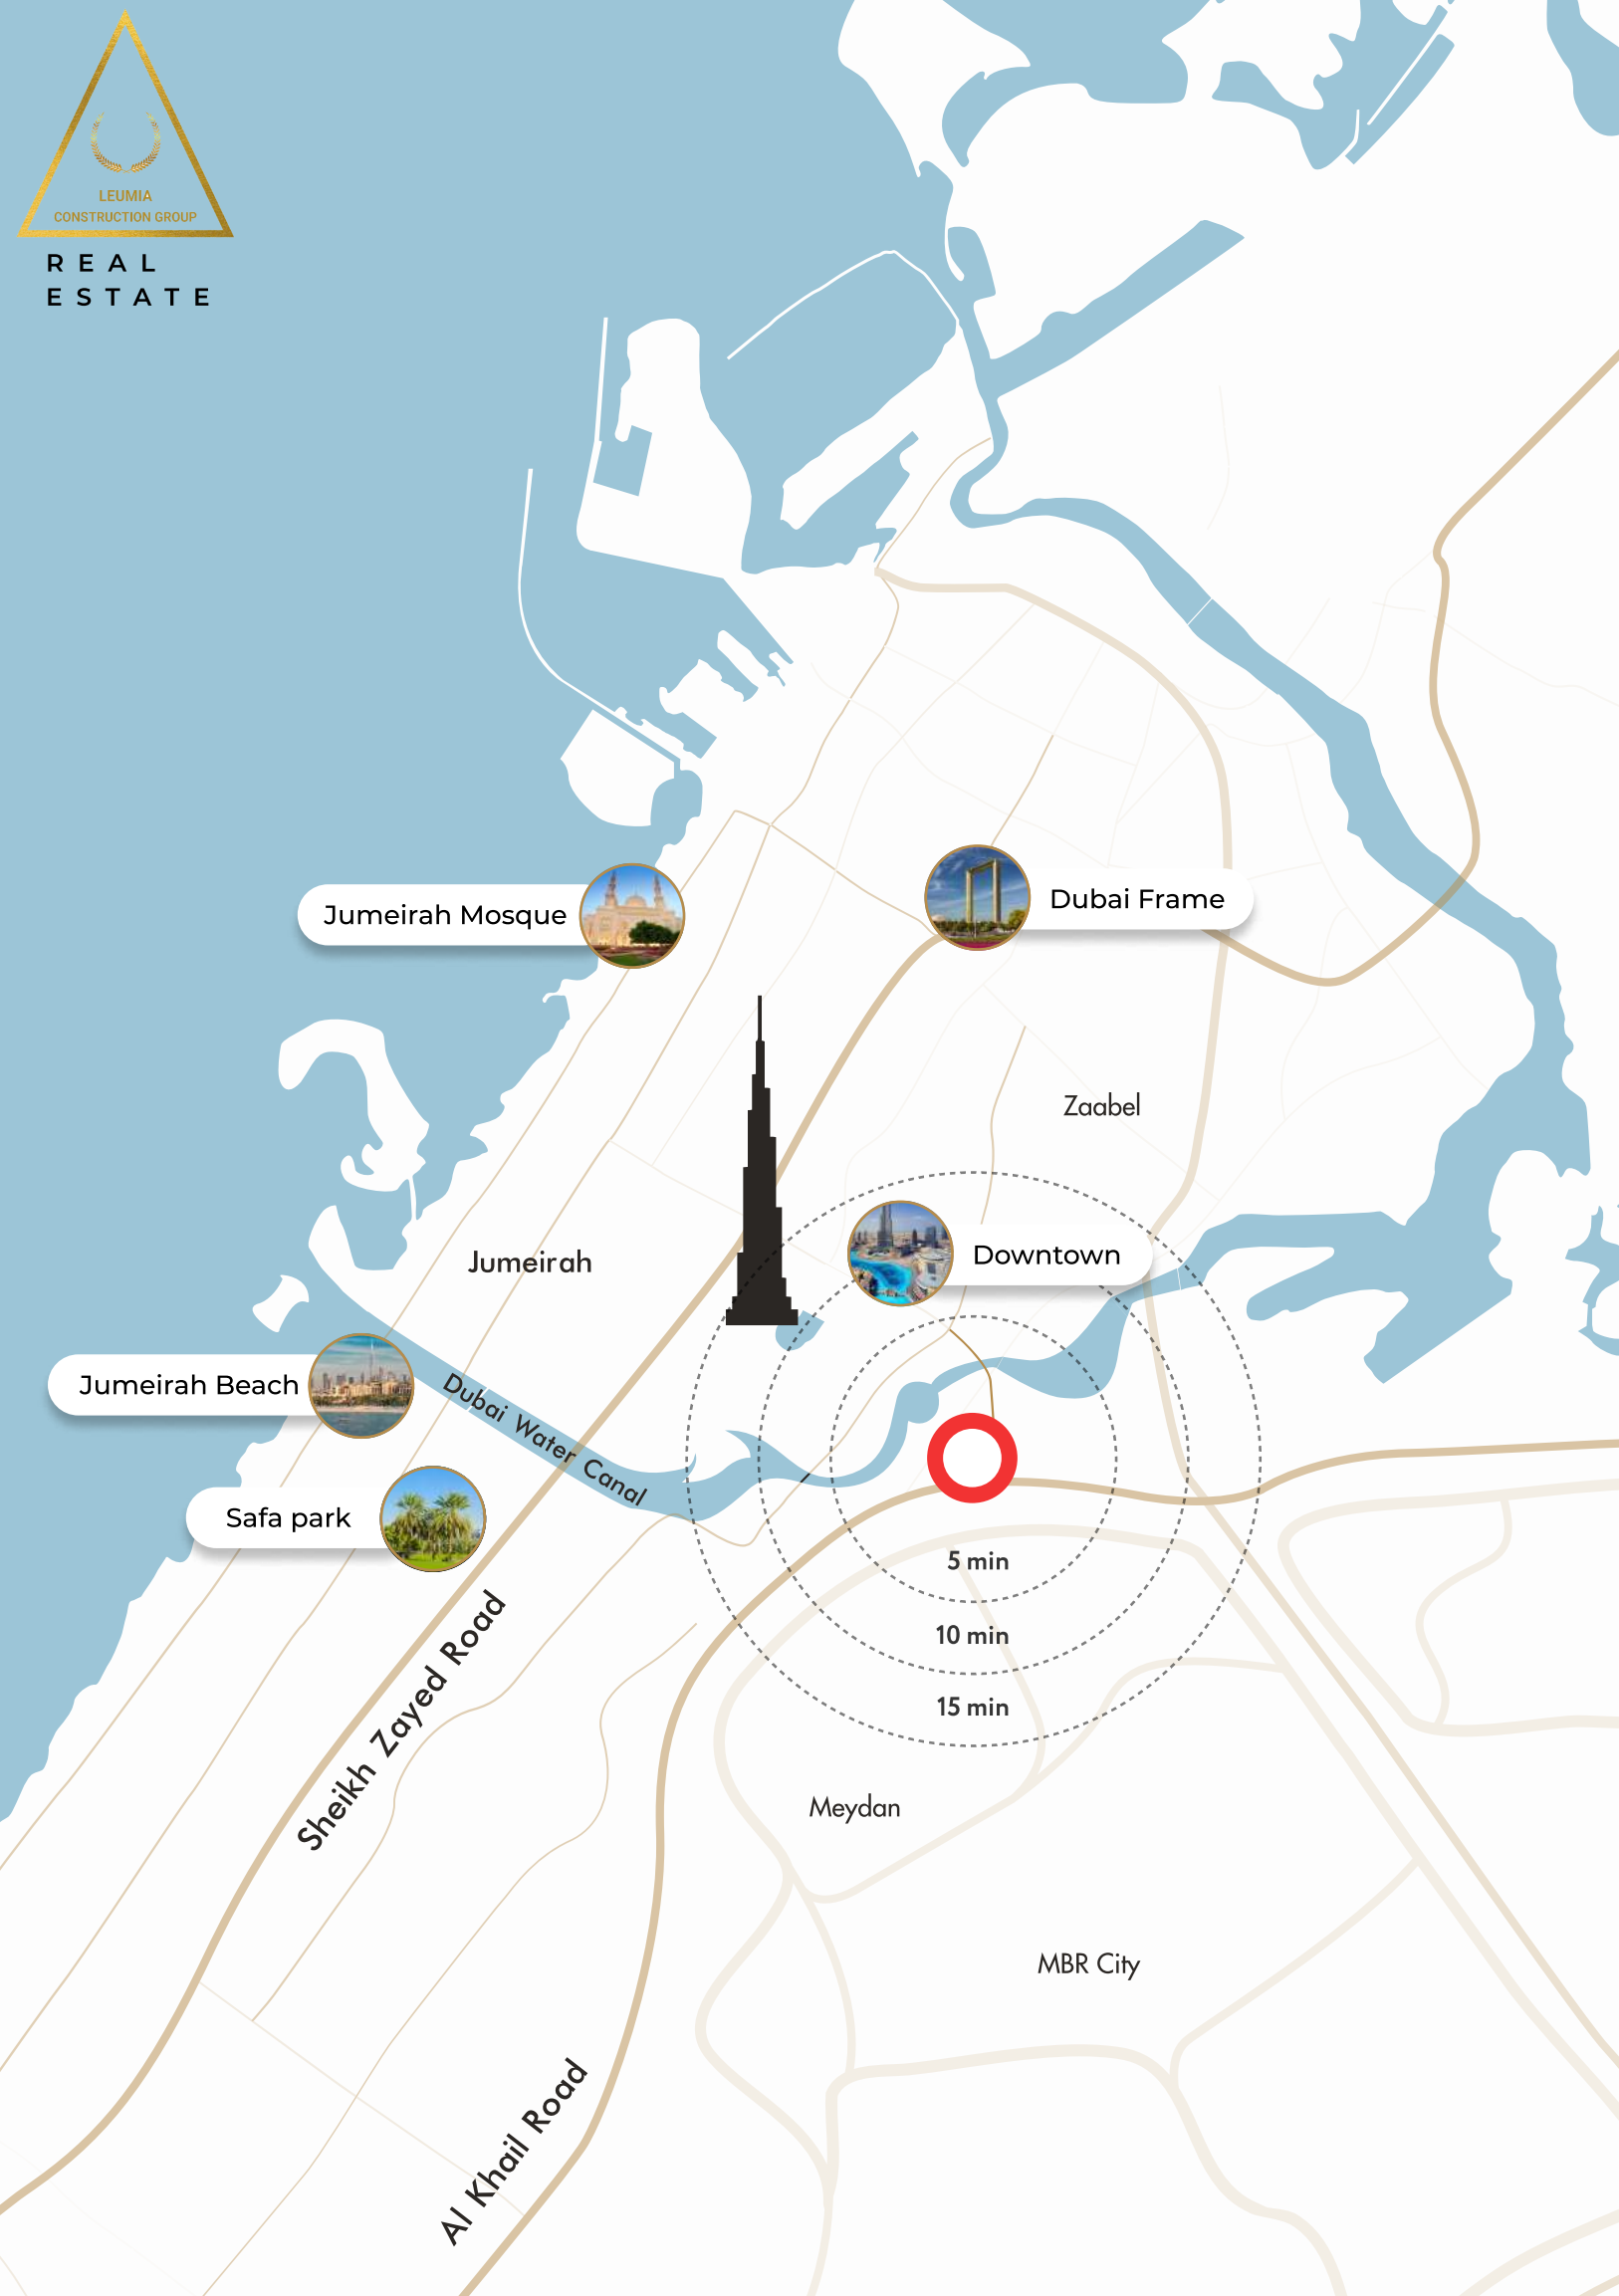 LEUMIA
CONSTRUCTION GROUP
REAL
ESTATE
Jumeirah Mosque
Dubai Frame
Zaabel
Downtown
Jumeirah
Jumeirah Beach
Dubai Water Canal
Safa park
5 min
10 min
15 min
Sheikh Zayed Road
Meydan
MBR City
Al Khail Road